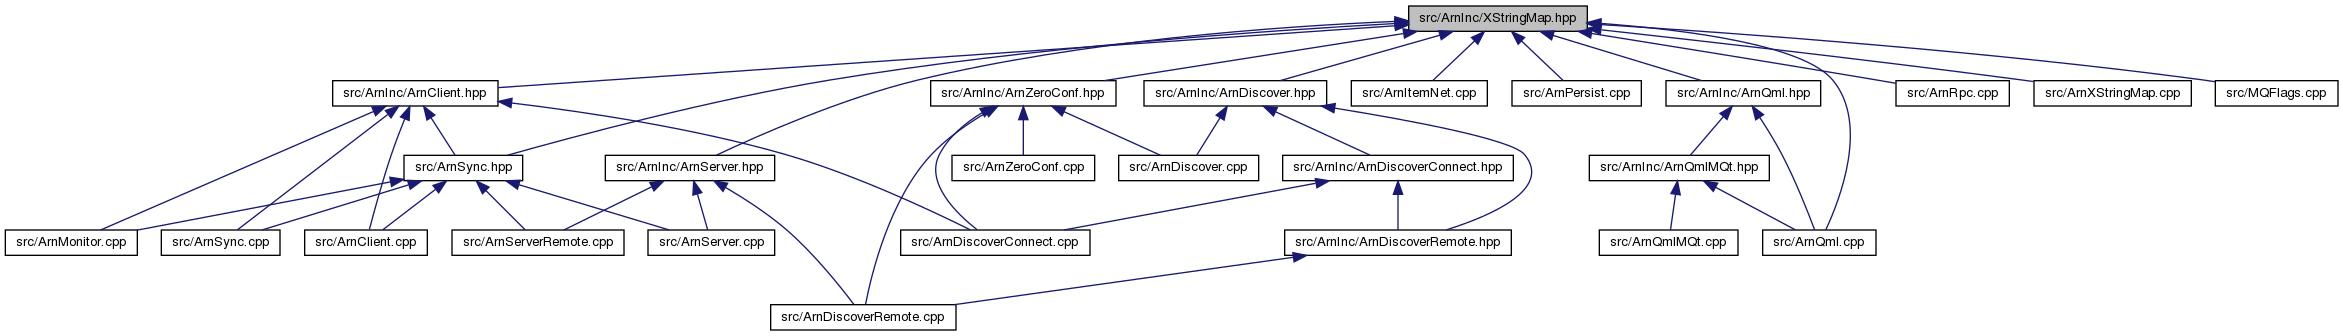 src/ArnInc/XStringMap.hpp
src/ArnInc/ArnClient.hpp
src/ArnInc/ArnZeroConf.hpp
src/ArnInc/ArnDiscover.hpp
src/ArnItemNet.cpp
src/ArnPersist.cpp
src/ArnInc/ArnQml.hpp
src/ArnRpc.cpp
src/ArnXStringMap.cpp
src/MQFlags.cpp
src/ArnSync.hpp
src/ArnInc/ArnServer.hpp
src/ArnZeroConf.cpp
src/ArnDiscover.cpp
src/ArnInc/ArnDiscoverConnect.hpp
src/ArnInc/ArnQmlMQt.hpp
src/ArnMonitor.cpp
src/ArnSync.cpp
src/ArnClient.cpp
src/ArnServerRemote.cpp
src/ArnServer.cpp
src/ArnDiscoverConnect.cpp
src/ArnInc/ArnDiscoverRemote.hpp
src/ArnQmlMQt.cpp
src/ArnQml.cpp
src/ArnDiscoverRemote.cpp